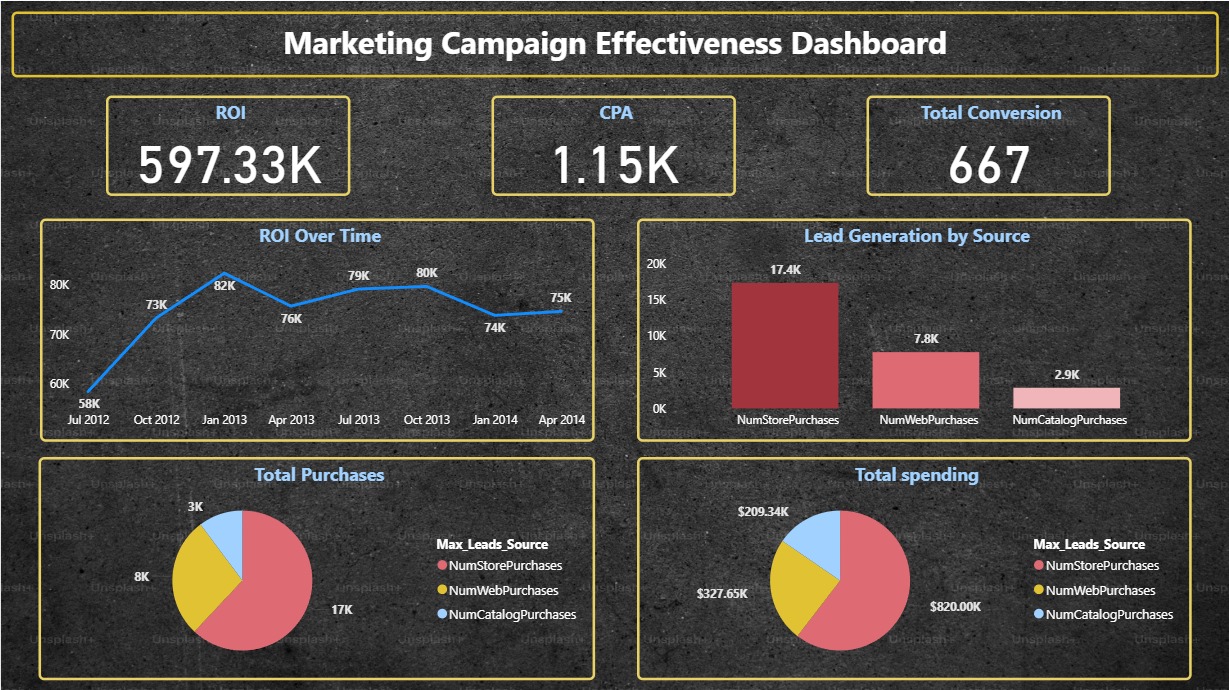 Marketing Campaign Effectiveness Dashboard
ROI
597.33K
CPA
1.15K
Total Conversion
667
ROI Over Time
80K
70K
60K
58K
73K
82K
76K
79K
80K
74K
75K
Jul 2012 Oct 2012 Jan 2013 Apr 2013 Jul 2013 Oct 2013 Jan 2014 Apr 2014
Lead Generation by Source
20K
15K
10K
5K
0K
17.4K
7.8K
2.9K
NumStorePurchases NumWebPurchases NumCatalogPurchases
Total Purchases
3K
8K
17K
Max_Leads_Source
NumStorePurchases
NumWebPurchases
NumCatalogPurchases
Total spending
$209.34K
$327.65K
$820.00K
Max_Leads_Source
NumStorePurchases
NumWebPurchases
NumCatalogPurchases
Unsplash+